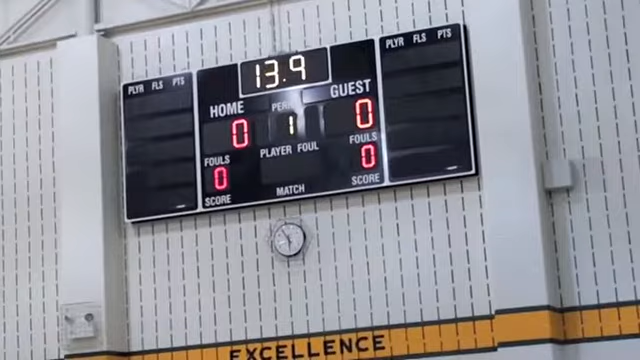 PLYR FLS PTS
13.9
PLYR FLS PTS
HOME
GUEST
0
1
0
FOULS
PLAYER FOUL
FOULS
0
0
SCORE
MATCH
SCORE
EXCELLENCE